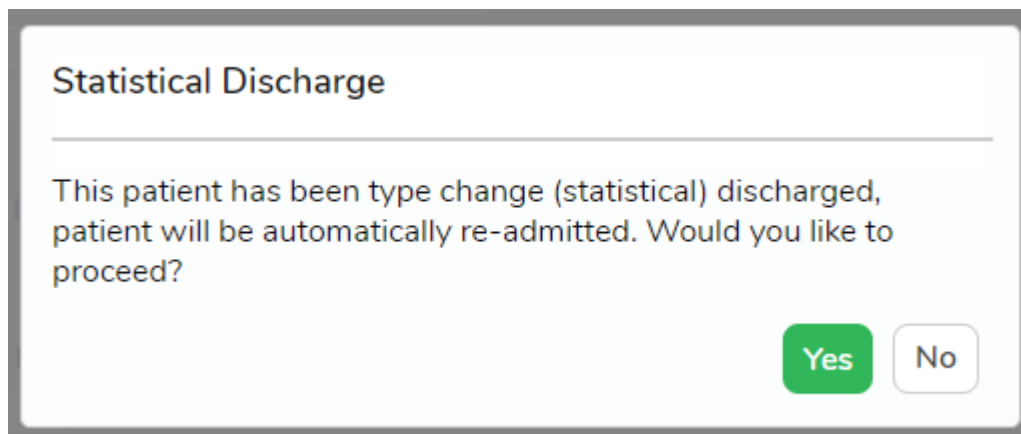 Statistical Discharge
This patient has been type change (statistical) discharged,
patient will be automatically re-admitted. Would you like to
proceed?
Yes No